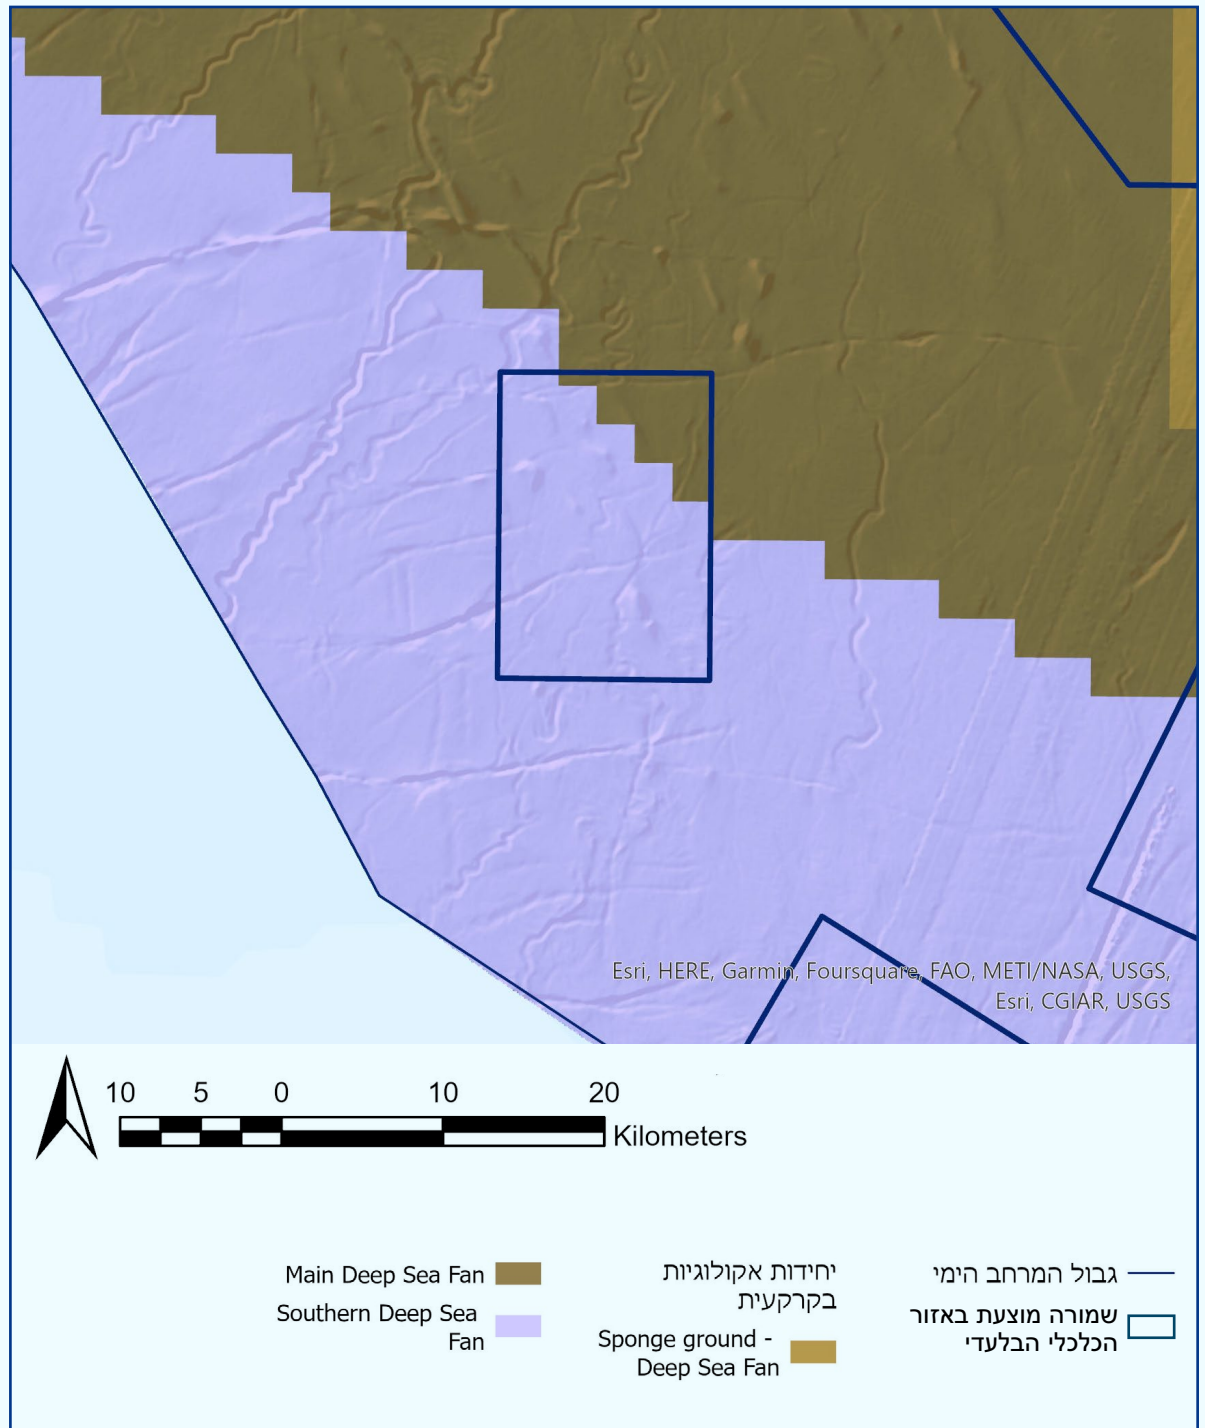 Esri, HERE, Garmin, Foursquare, FAO, METI/NASA, USGS,
Esri, CGIAR, USGS
10 5 0 10 20
Kilometers
גבול המרחב הימי
שמורה מוצעת באזור
הכלכלי הבלעדי
יחידות אקולוגיות
בקרקעית
Sponge ground -
Deep Sea Fan
Main Deep Sea Fan
Southern Deep Sea
Fan